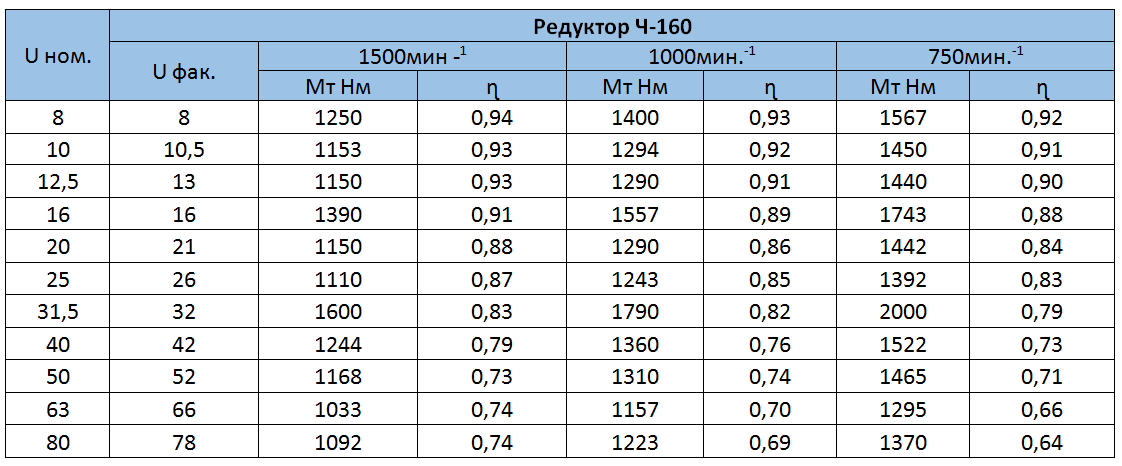 Редуктор Ч-160
U ном. U фак. 1500мин -1 1000мин.-1 750мин.-1
Мт Нм η Мт Нм η Мт Нм η
8 8 1250 0,94 1400 0,93 1567 0,92
10 10,5 1153 0,93 1294 0,92 1450 0,91
12,5 13 1150 0,93 1290 0,91 1440 0,90
16 16 1390 0,91 1557 0,89 1743 0,88
20 21 1150 0,88 1290 0,86 1442 0,84
25 26 1110 0,87 1243 0,85 1392 0,83
31,5 32 1600 0,83 1790 0,82 2000 0,79
40 42 1244 0,79 1360 0,76 1522 0,73
50 52 1168 0,73 1310 0,74 1465 0,71
63 66 1033 0,74 1157 0,70 1295 0,66
80 78 1092 0,74 1223 0,69 1370 0,64